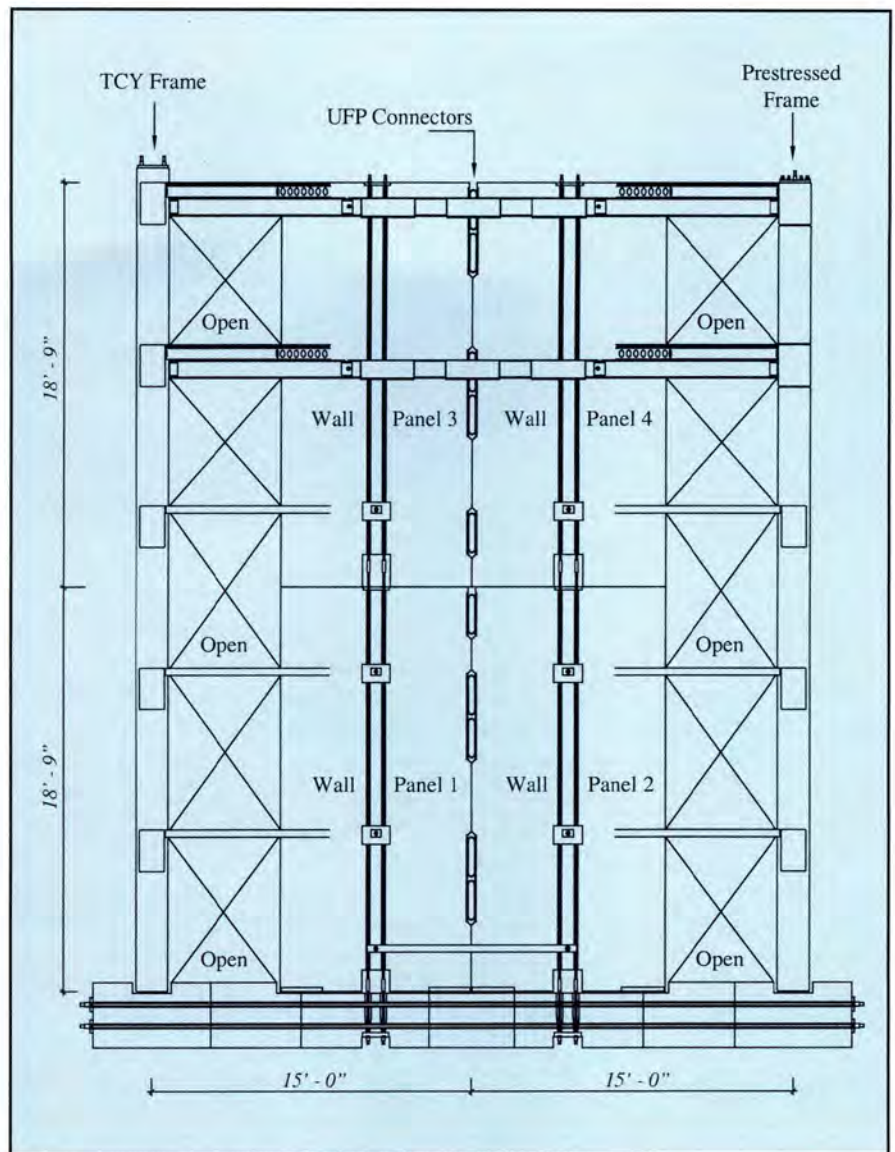 TCY Frame
Prestressed
Frame
UFP Connectors
Open
Open
18' - 9"
Wall
Panel 3
Wall
Panel 4
Open
Open
18' - 9"
Wall
Panel 1
Wall
Panel 2
Open
Open
15' - 0"
15' - 0"